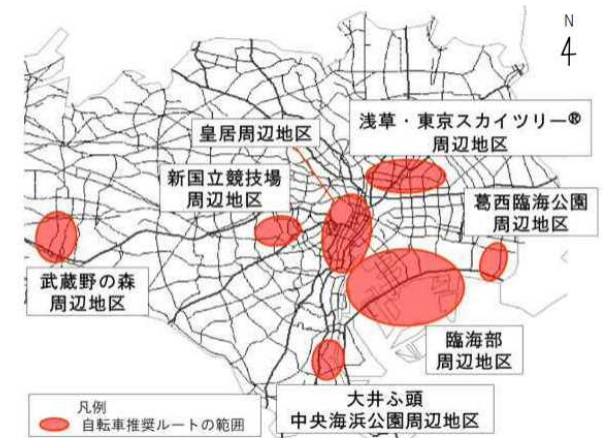 N
浅草・東京スカイツリー®
周辺地区
皇居周辺地区
新国立競技場
周辺地区
葛西臨海公園
周辺地区
武蔵野の森
周辺地区
臨海部
周辺地区
大井ふ頭
中央海浜公園周辺地区
凡例
自転車推奨ルートの範囲